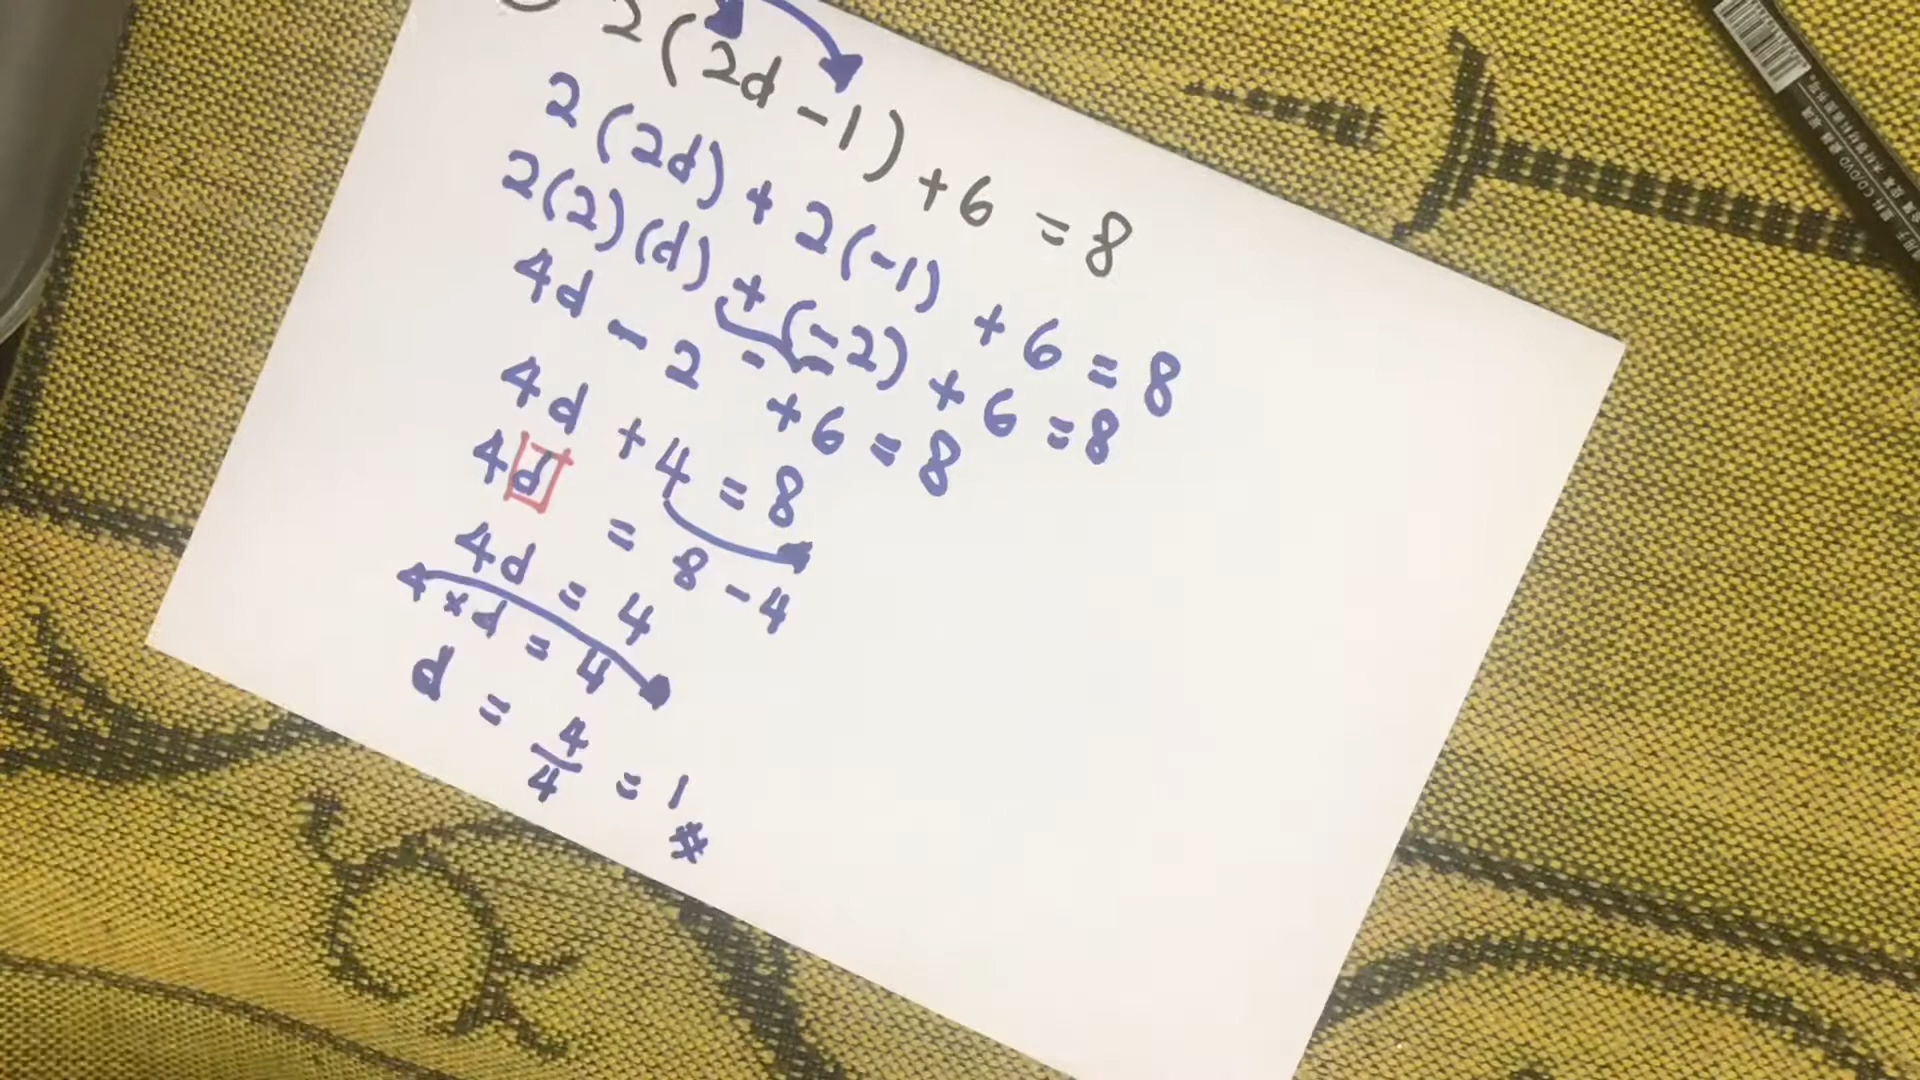 2(2d-1)+6=8
2(2d)+2(-1)+6=8
2(2)(d)+(-2)+6=8
4d-2+6=8
4d+4=8
4d=8-4
4d=4
4×d=4
d=4/4=1